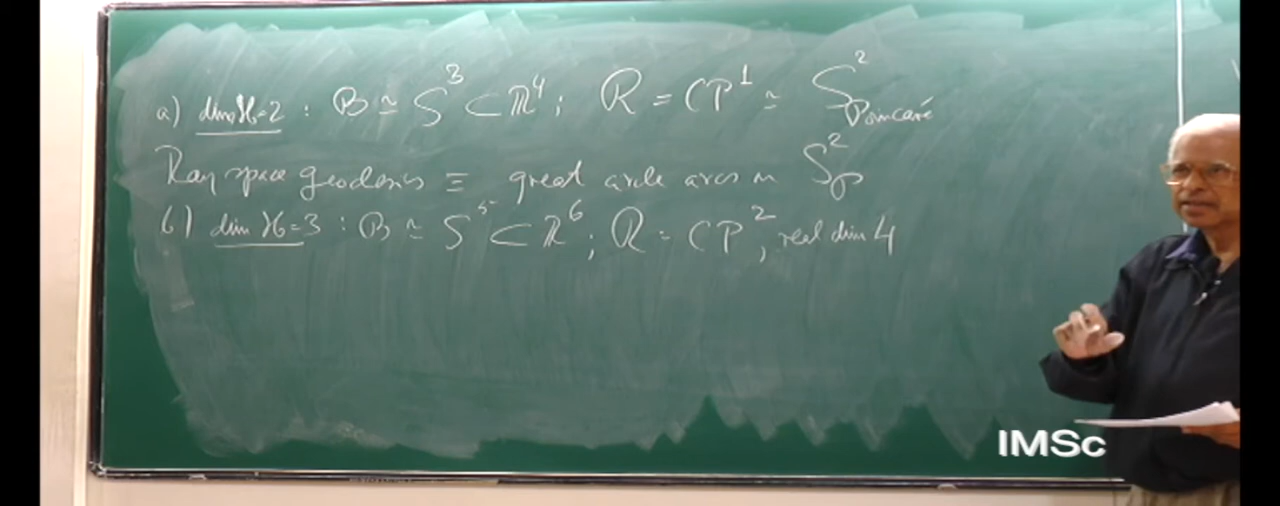 a) dim ℋ=2 : B ≃ S³ ⊂ ℝ⁴; R = CP¹ ≃ S²_Poincaré
Ray space geodesics ≡ great circle arcs on S²_P
b) dim ℋ=3 : B ≃ S⁵ ⊂ ℝ⁶; R = CP², real dim 4
IMSc